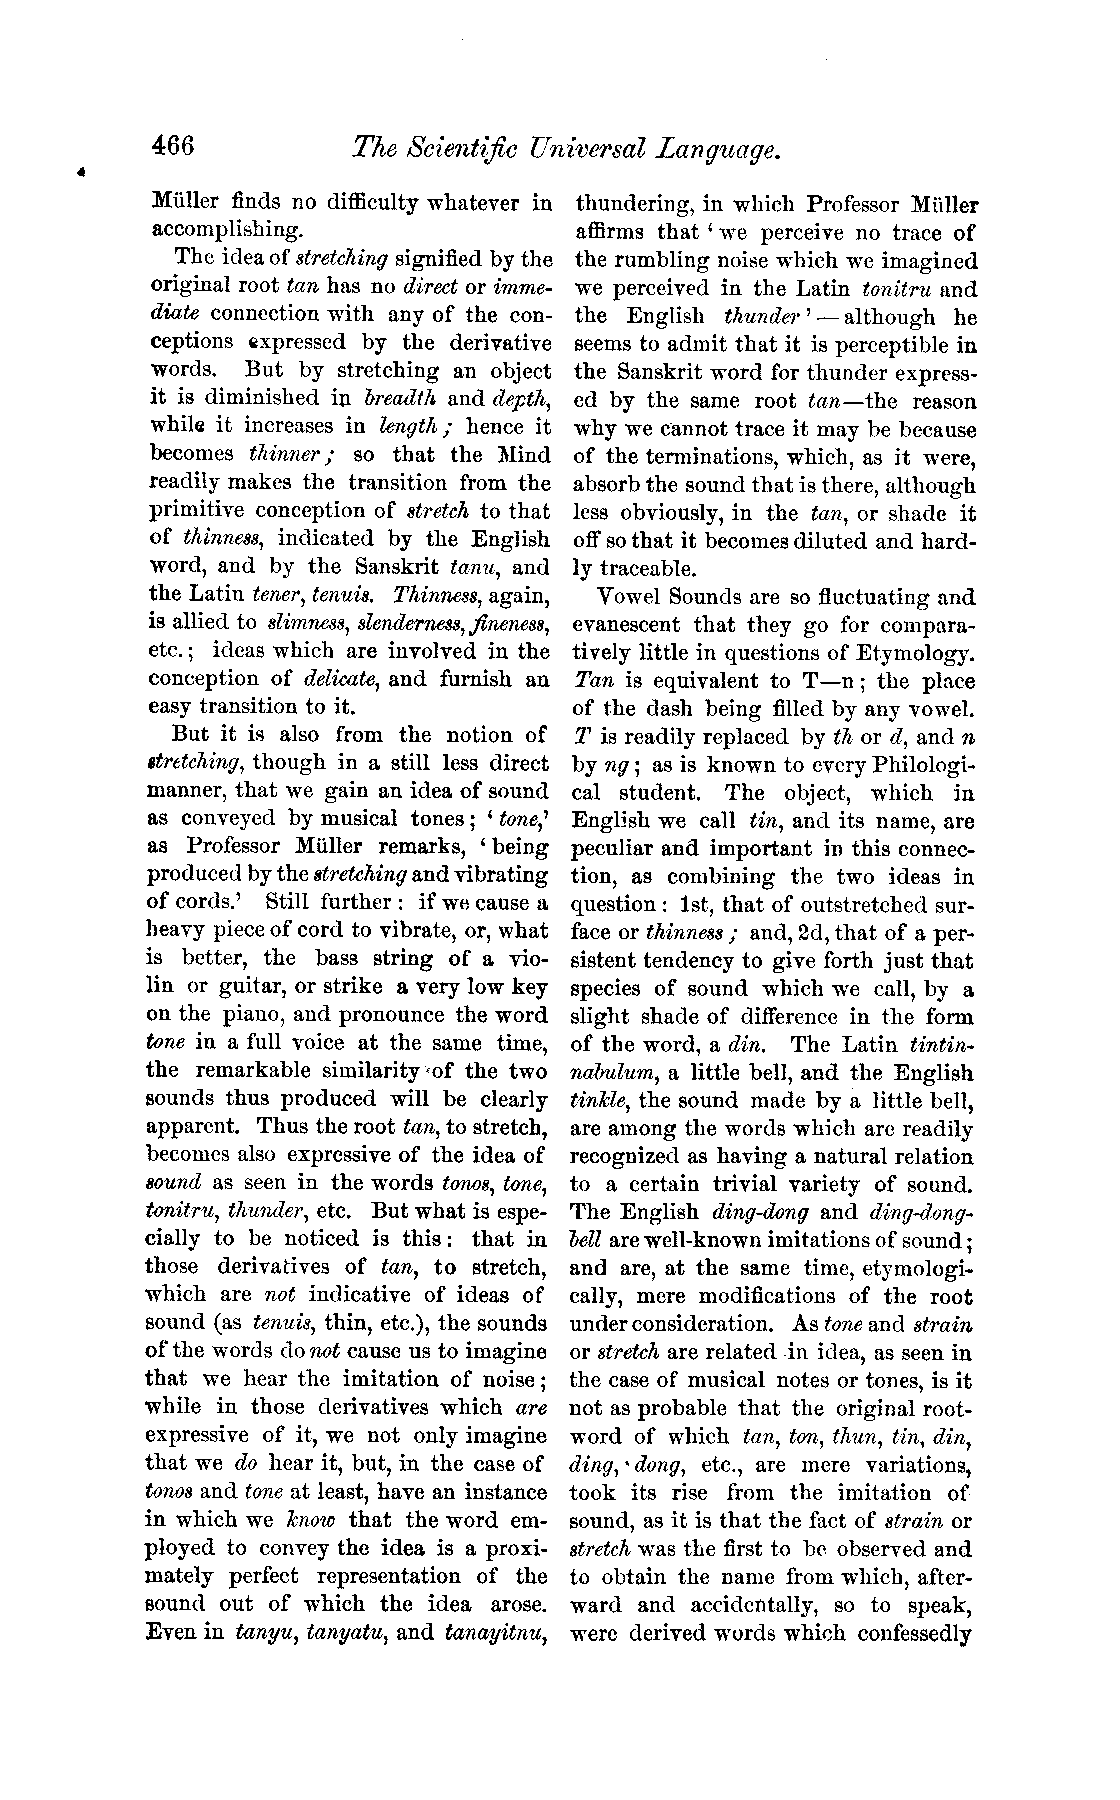 466 The Scientific Universal Language.
Müller finds no difficulty whatever in
accomplishing.
The idea of stretching signified by the
original root tan has no direct or imme-
diate connection with any of the con-
ceptions expressed by the derivative
words. But by stretching an object
it is diminished in breadth and depth,
while it increases in length; hence it
becomes thinner; so that the Mind
readily makes the transition from the
primitive conception of stretch to that
of thinness, indicated by the English
word, and by the Sanskrit tanu, and
the Latin tener, tenuis. Thinness, again,
is allied to slimness, slenderness, fineness,
etc.; ideas which are involved in the
conception of delicate, and furnish an
easy transition to it.
But it is also from the notion of
stretching, though in a still less direct
manner, that we gain an idea of sound
as conveyed by musical tones; 'tone,'
as Professor Müller remarks, 'being
produced by the stretching and vibrating
of cords.' Still further: if we cause a
heavy piece of cord to vibrate, or, what
is better, the bass string of a vio-
lin or guitar, or strike a very low key
on the piano, and pronounce the word
tone in a full voice at the same time,
the remarkable similarity of the two
sounds thus produced will be clearly
apparent. Thus the root tan, to stretch,
becomes also expressive of the idea of
sound as seen in the words tonos, tone,
tonitru, thunder, etc. But what is espe-
cially to be noticed is this: that in
those derivatives of tan, to stretch,
which are not indicative of ideas of
sound (as tenuis, thin, etc.), the sounds
of the words do not cause us to imagine
that we hear the imitation of noise;
while in those derivatives which are
expressive of it, we not only imagine
that we do hear it, but, in the case of
tonos and tone at least, have an instance
in which we know that the word em-
ployed to convey the idea is a proxi-
mately perfect representation of the
sound out of which the idea arose.
Even in tanyu, tanyatu, and tanayitnu,
thundering, in which Professor Müller
affirms that 'we perceive no trace of
the rumbling noise which we imagined
we perceived in the Latin tonitru and
the English thunder'—although he
seems to admit that it is perceptible in
the Sanskrit word for thunder express-
ed by the same root tan—the reason
why we cannot trace it may be because
of the terminations, which, as it were,
absorb the sound that is there, although
less obviously, in the tan, or shade it
off so that it becomes diluted and hard-
ly traceable.
Vowel Sounds are so fluctuating and
evanescent that they go for compara-
tively little in questions of Etymology.
Tan is equivalent to T—n; the place
of the dash being filled by any vowel.
T is readily replaced by th or d, and n
by ng; as is known to every Philologi-
cal student. The object, which in
English we call tin, and its name, are
peculiar and important in this connec-
tion, as combining the two ideas in
question: 1st, that of outstretched sur-
face or thinness; and, 2d, that of a per-
sistent tendency to give forth just that
species of sound which we call, by a
slight shade of difference in the form
of the word, a din. The Latin tintin-
nabulum, a little bell, and the English
tinkle, the sound made by a little bell,
are among the words which are readily
recognized as having a natural relation
to a certain trivial variety of sound.
The English ding-dong and ding-dong-
bell are well-known imitations of sound;
and are, at the same time, etymologi-
cally, mere modifications of the root
under consideration. As tone and strain
or stretch are related in idea, as seen in
the case of musical notes or tones, is it
not as probable that the original root-
word of which tan, ton, thun, tin, din,
ding, dong, etc., are mere variations,
took its rise from the imitation of
sound, as it is that the fact of strain or
stretch was the first to be observed and
to obtain the name from which, after-
ward and accidentally, so to speak,
were derived words which confessedly